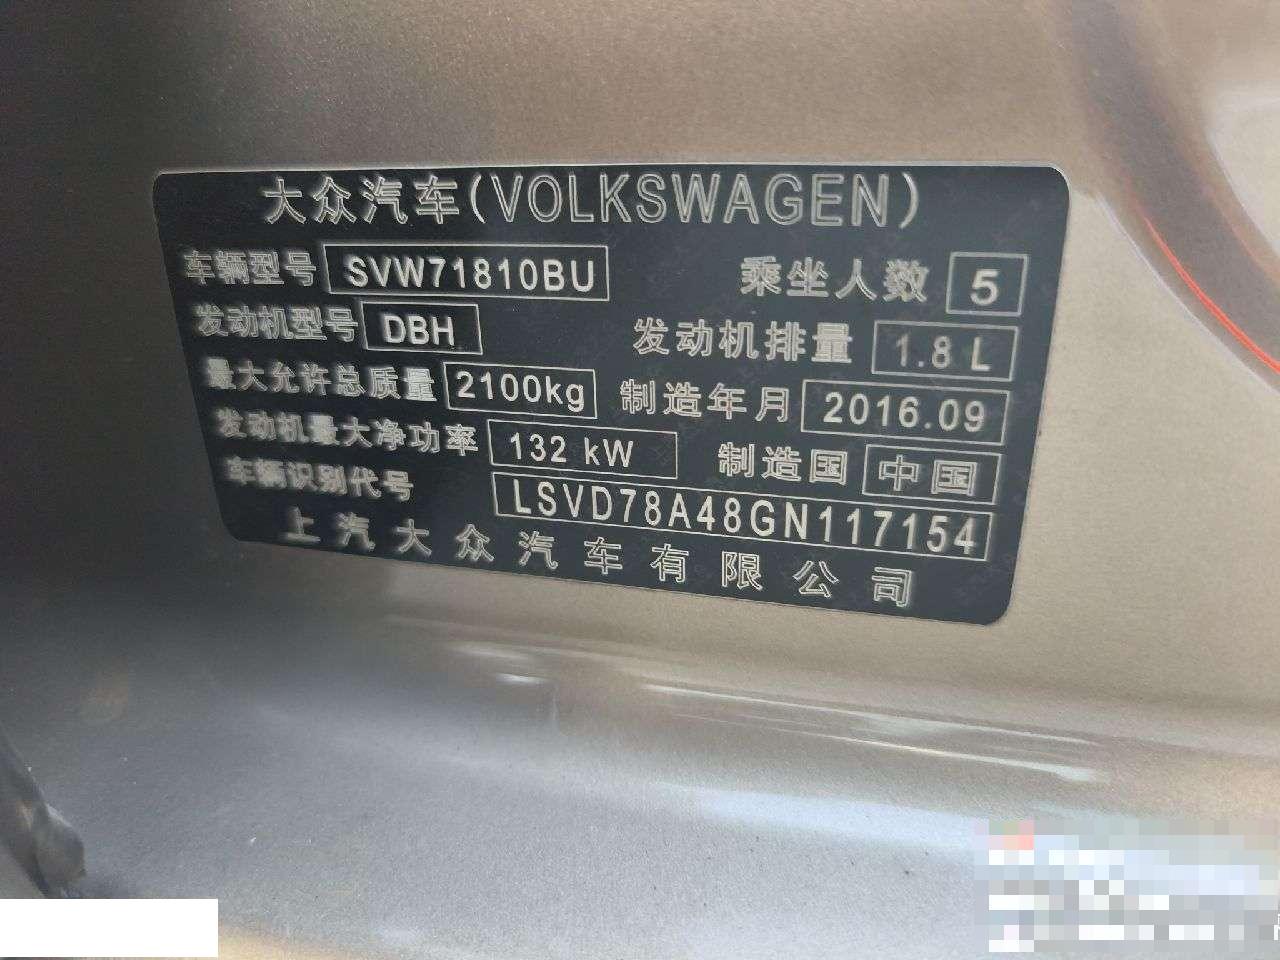 大众汽车(VOLKSWAGEN)
车辆型号 SVW71810BU 乘坐人数 5
发动机型号 DBH 发动机排量 1.8 L
最大允许总质量 2100kg 制造年月 2016.09
发动机最大净功率 132 kW 制造国 中国
车辆识别代号 LSVD78A48GN117154
上汽大众汽车有限公司